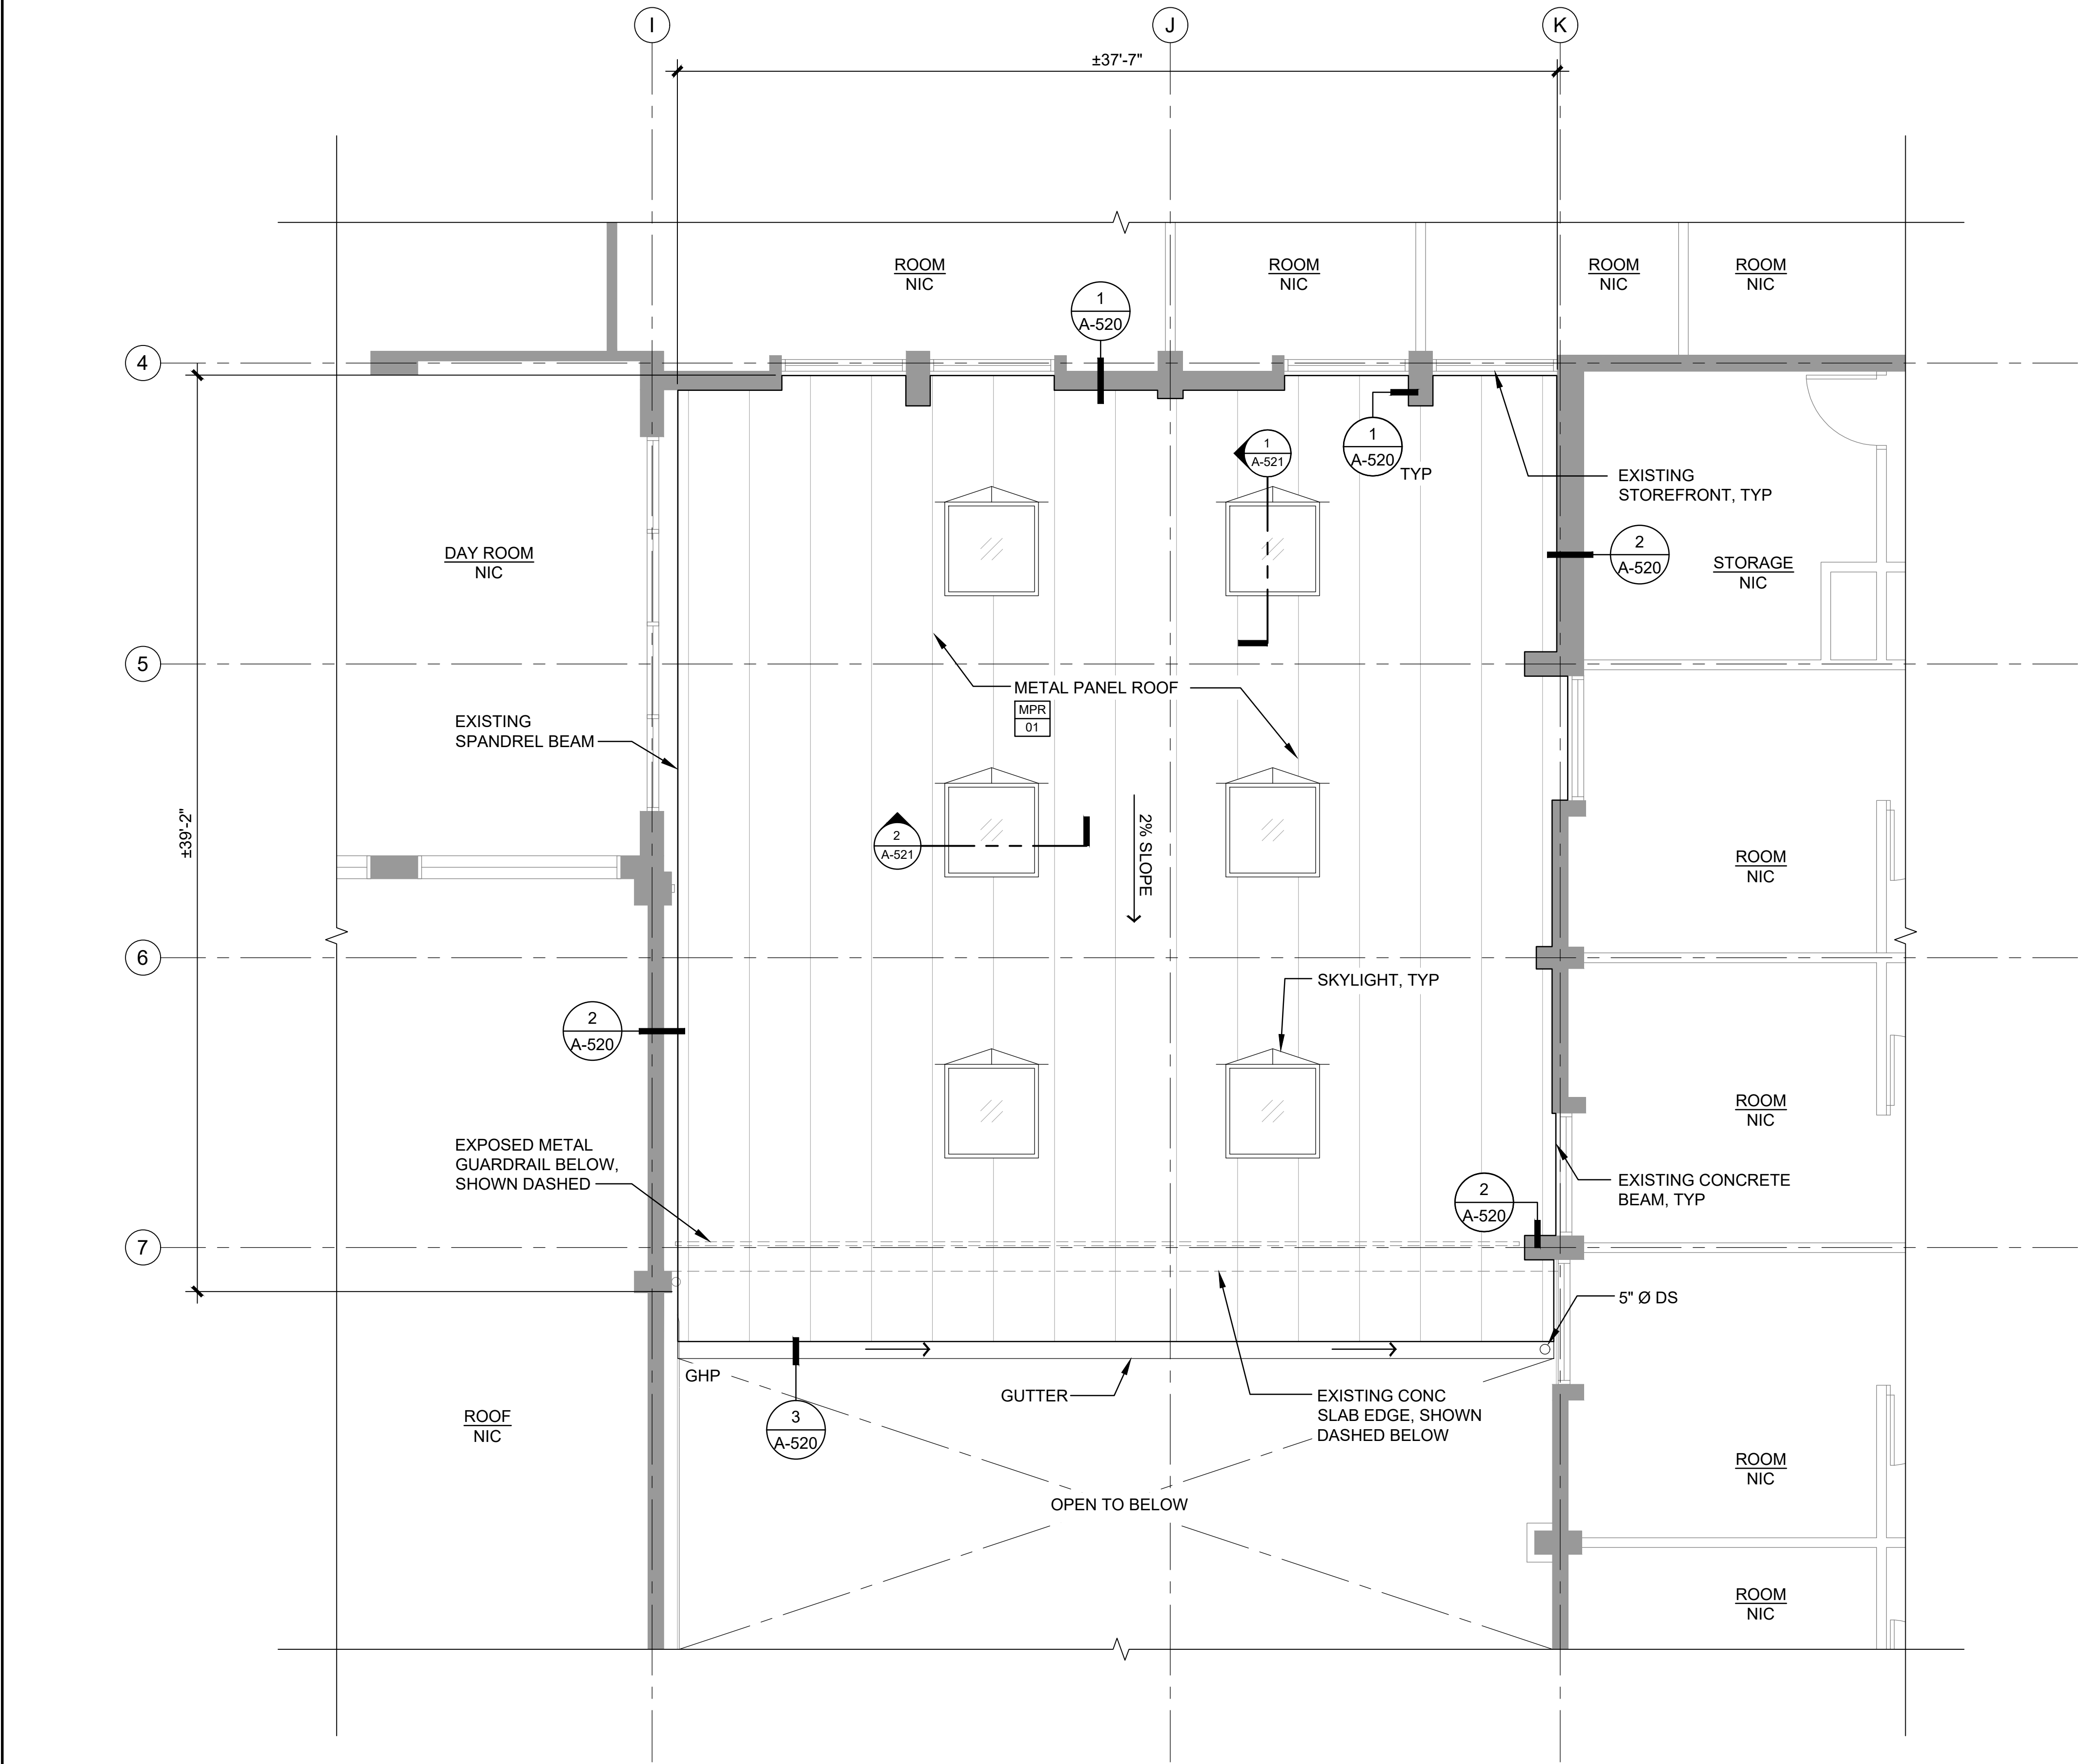 I
J
K
±37'-7"
ROOM
NIC
ROOM
NIC
ROOM
NIC
ROOM
NIC
1
A-520
4
1
A-521
1
A-520
TYP
EXISTING
STOREFRONT, TYP
DAY ROOM
NIC
2
A-520
STORAGE
NIC
5
METAL PANEL ROOF
MPR
01
EXISTING
SPANDREL BEAM
±39'-2"
2
A-521
2% SLOPE
ROOM
NIC
6
SKYLIGHT, TYP
2
A-520
ROOM
NIC
EXPOSED METAL
GUARDRAIL BELOW,
SHOWN DASHED
2
A-520
EXISTING CONCRETE
BEAM, TYP
7
5" Ø DS
GHP
GUTTER
EXISTING CONC
SLAB EDGE, SHOWN
DASHED BELOW
3
A-520
ROOF
NIC
ROOM
NIC
OPEN TO BELOW
ROOM
NIC